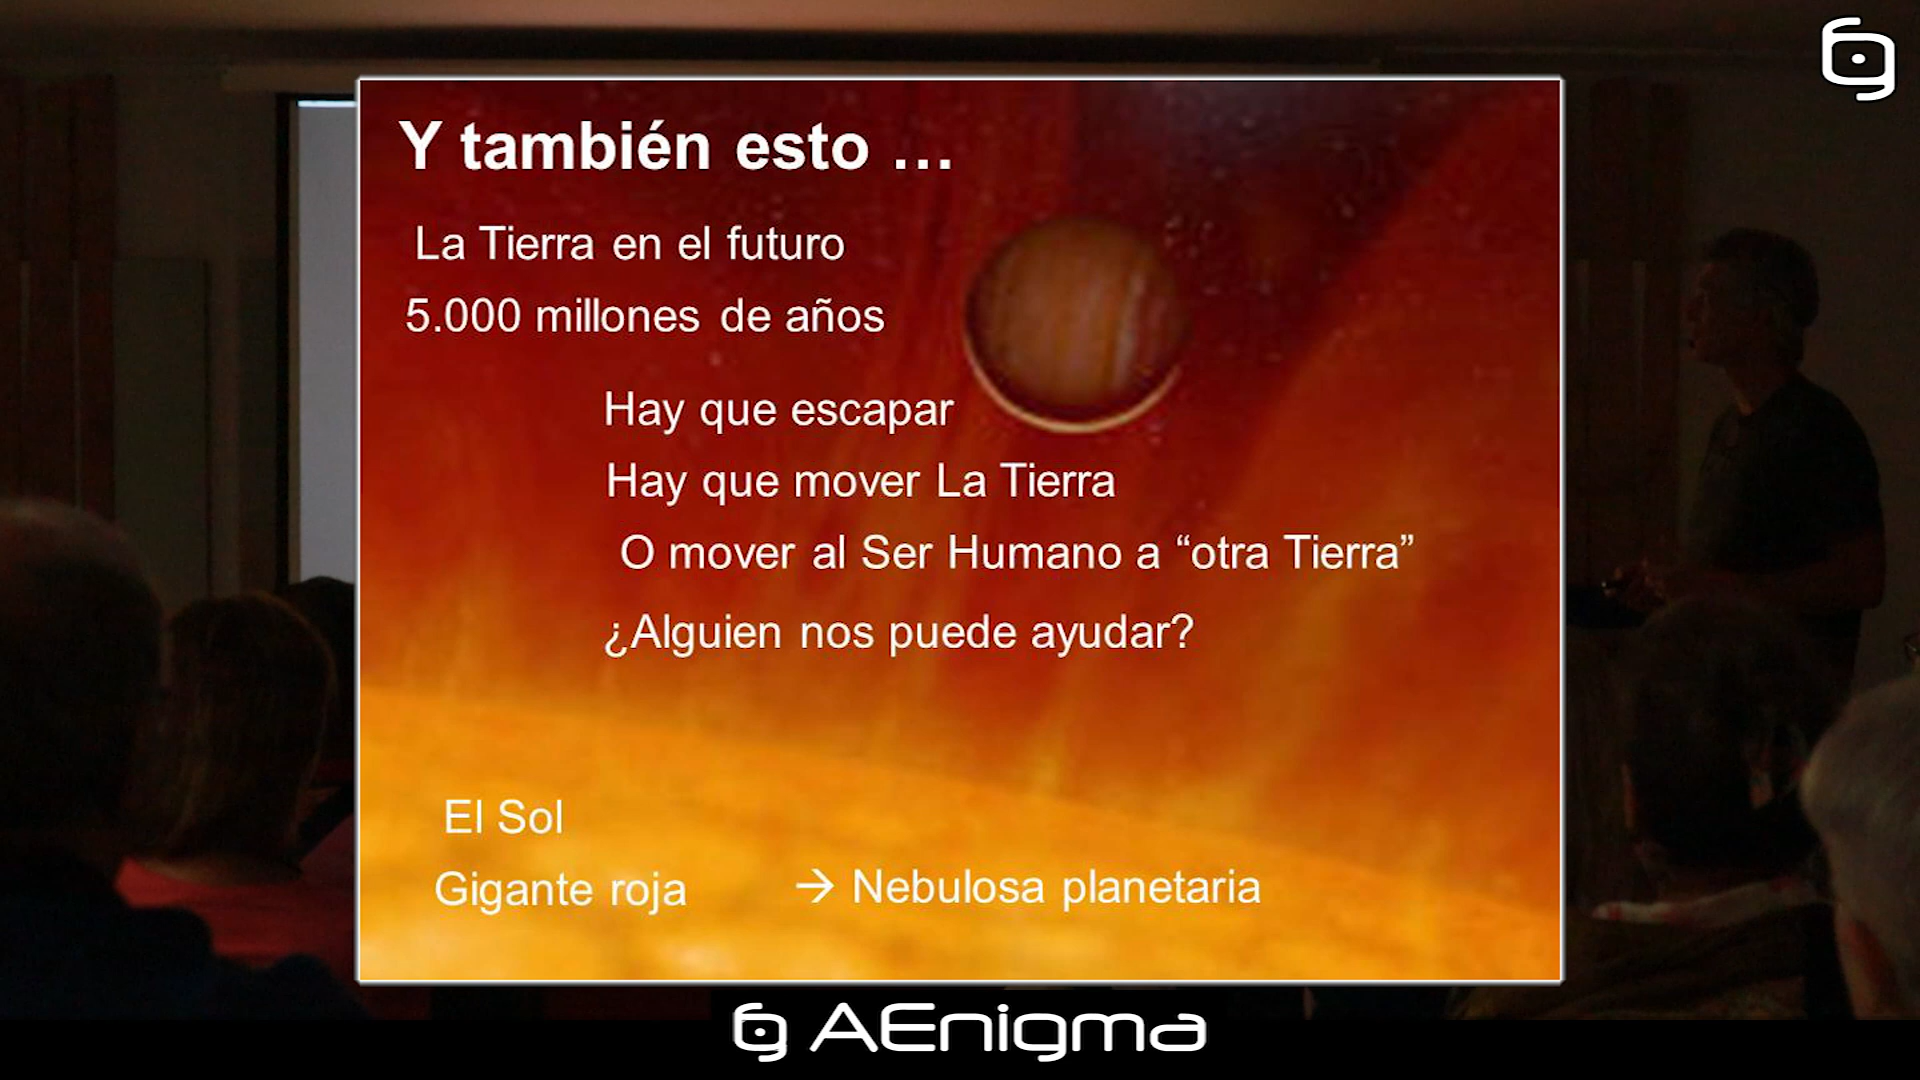 Y también esto ...
La Tierra en el futuro
5.000 millones de años
Hay que escapar
Hay que mover La Tierra
O mover al Ser Humano a “otra Tierra”
¿Alguien nos puede ayudar?
El Sol
Gigante roja → Nebulosa planetaria
AEnigma